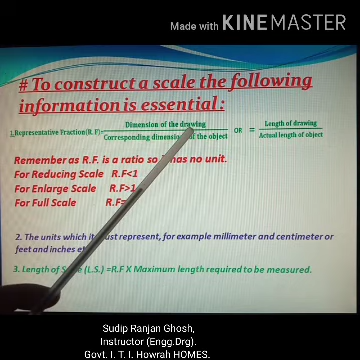 Made with KINEMASTER
# To construct a scale the following
information is essential :
1. Representative Fraction(R.F)= Dimension of the drawing / Corresponding dimension of the object OR = Length of drawing / Actual length of object
Remember as R.F. is a ratio so has no unit.
For Reducing Scale R.F<1
For Enlarge Scale R.F>1
For Full Scale R.F=
2. The units which it must represent, for example millimeter and centimeter or
feet and inches
3. Length of (L.S.) =R.F X Maximum length required to be measured.
Sudip Ranjan Ghosh,
Instructor (Engg.Drg).
Govt. I. T. I. Howrah HOMES.